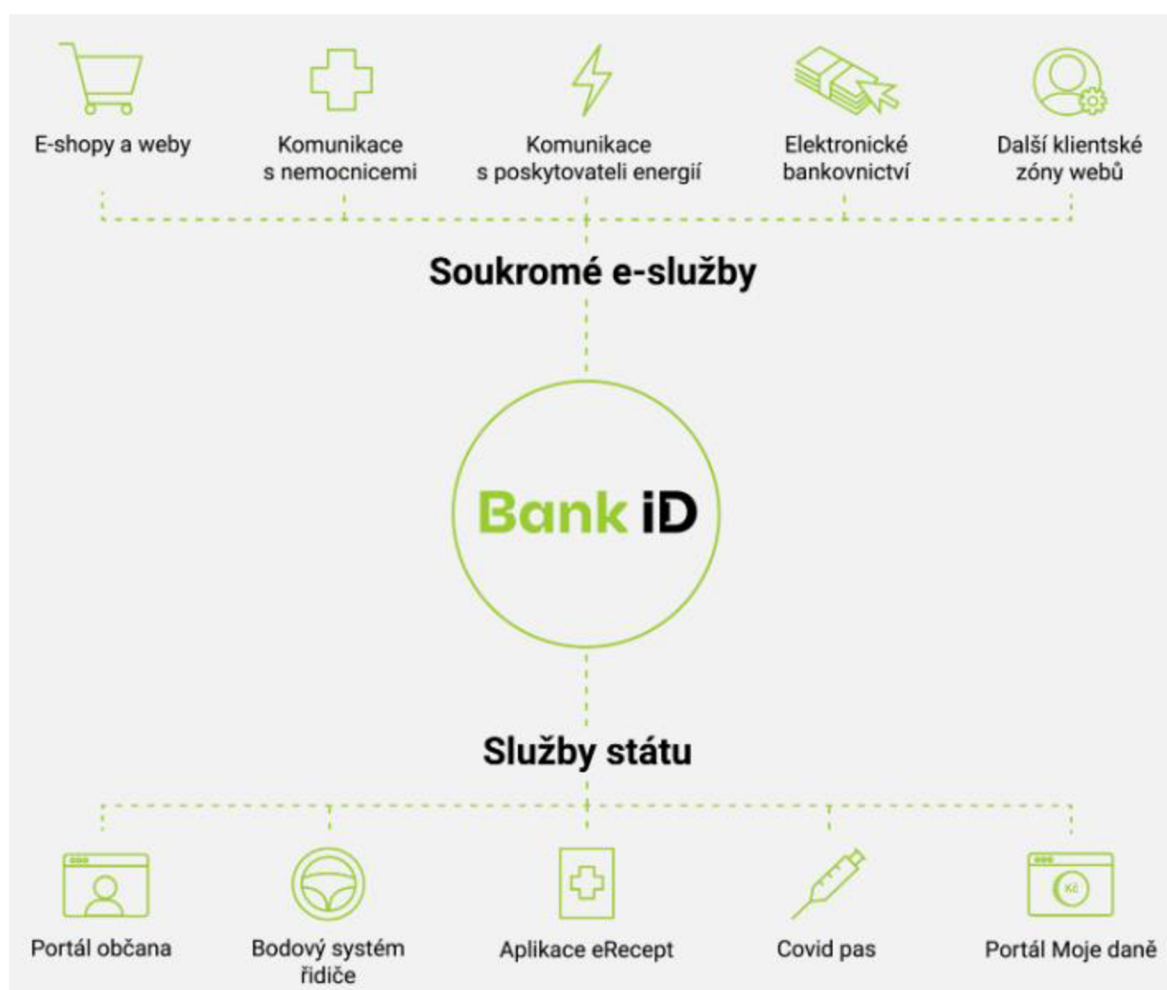 E-shopy a weby
Komunikace
s nemocnicemi
Komunikace
s poskytovateli energií
Elektronické
bankovnictví
Další klientské
zóny webů
Soukromé e-služby
Bank iD
Služby státu
Portál občana
Bodový systém
řidiče
Aplikace eRecept
Covid pas
Kč
Portál Moje daně